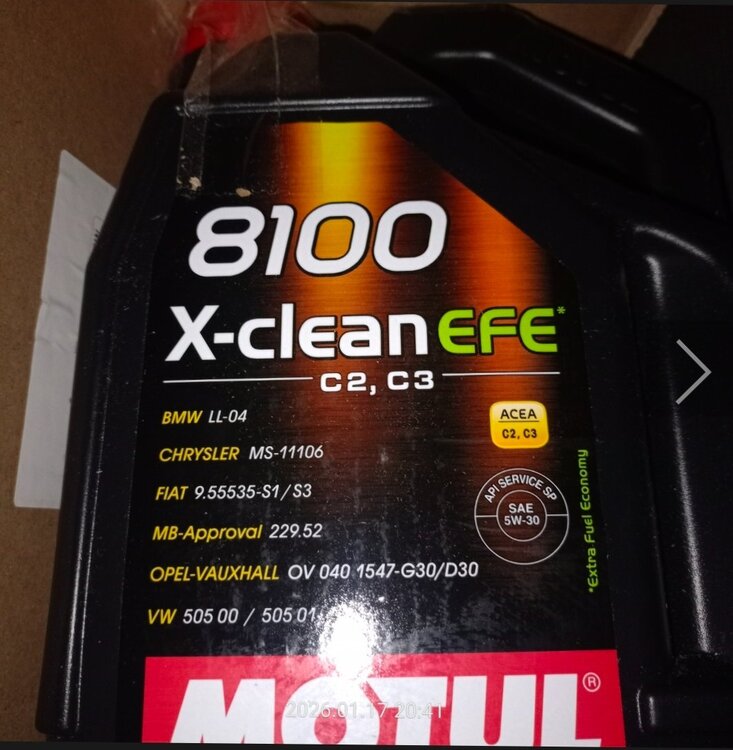 8100
X-clean EFE*
C2, C3
BMW LL-04
CHRYSLER MS-11106
FIAT 9.55535-S1 / S3
MB-Approval 229.52
OPEL-VAUXHALL OV 040 1547-G30/D30
VW 505 00 / 505 01
ACEA
C2, C3
API SERVICE SP
SAE
5W-30
*Extra Fuel Economy
MOTUL®
2026.01.17 20:41